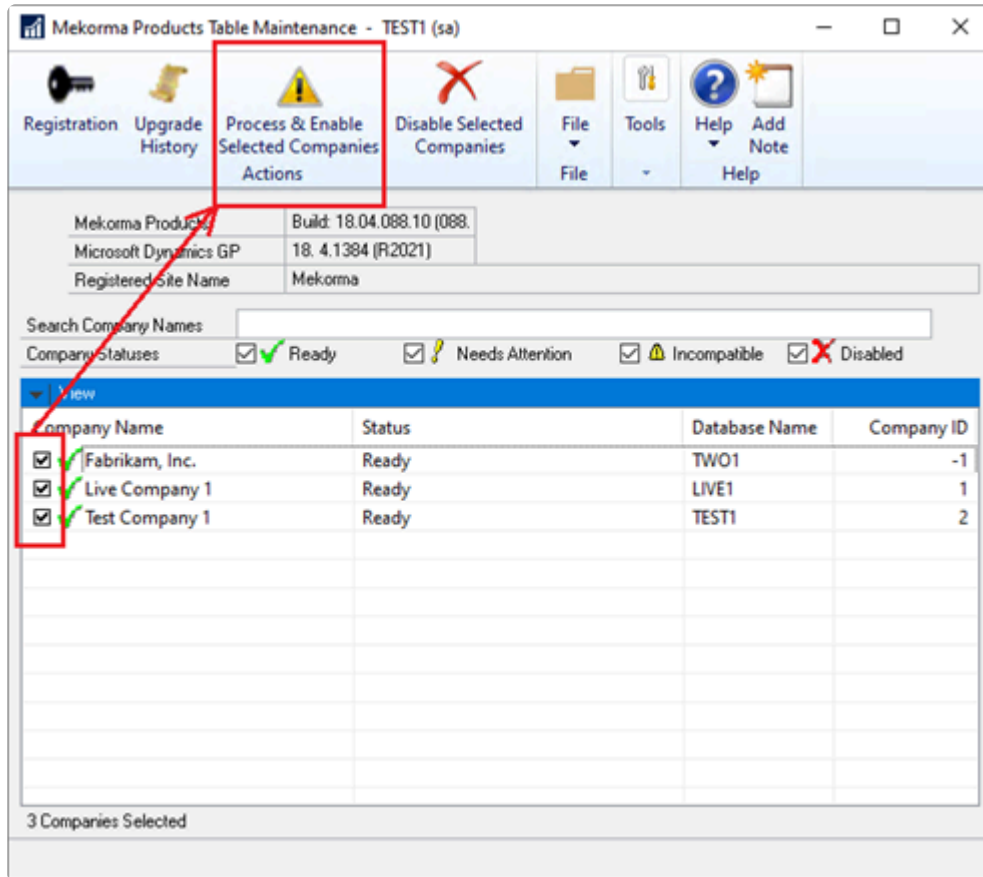 Mekorma Products Table Maintenance - TEST1 (sa)
Registration
Upgrade History
Process & Enable Selected Companies
Disable Selected Companies
Actions
File
File
Tools
Help
Add Note
Help
Mekorma Products
Build: 18.04.088.10 (088.
Microsoft Dynamics GP
18. 4.1384 (R2021)
Registered Site Name
Mekorma
Search Company Names
Company Statuses
Ready
Needs Attention
Incompatible
Disabled
View
Company Name Status Database Name Company ID
Fabrikam, Inc. Ready TWO1 -1
Live Company 1 Ready LIVE1 1
Test Company 1 Ready TEST1 2
3 Companies Selected